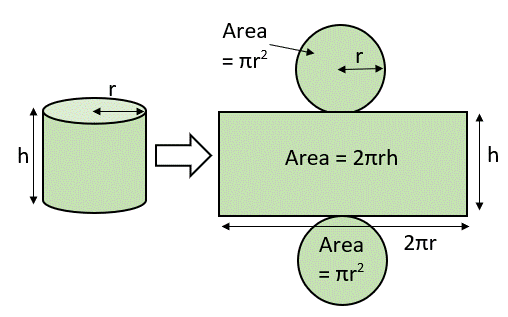 Area
= πr²
r
r
h
Area = 2πrh
h
2πr
Area
= πr²